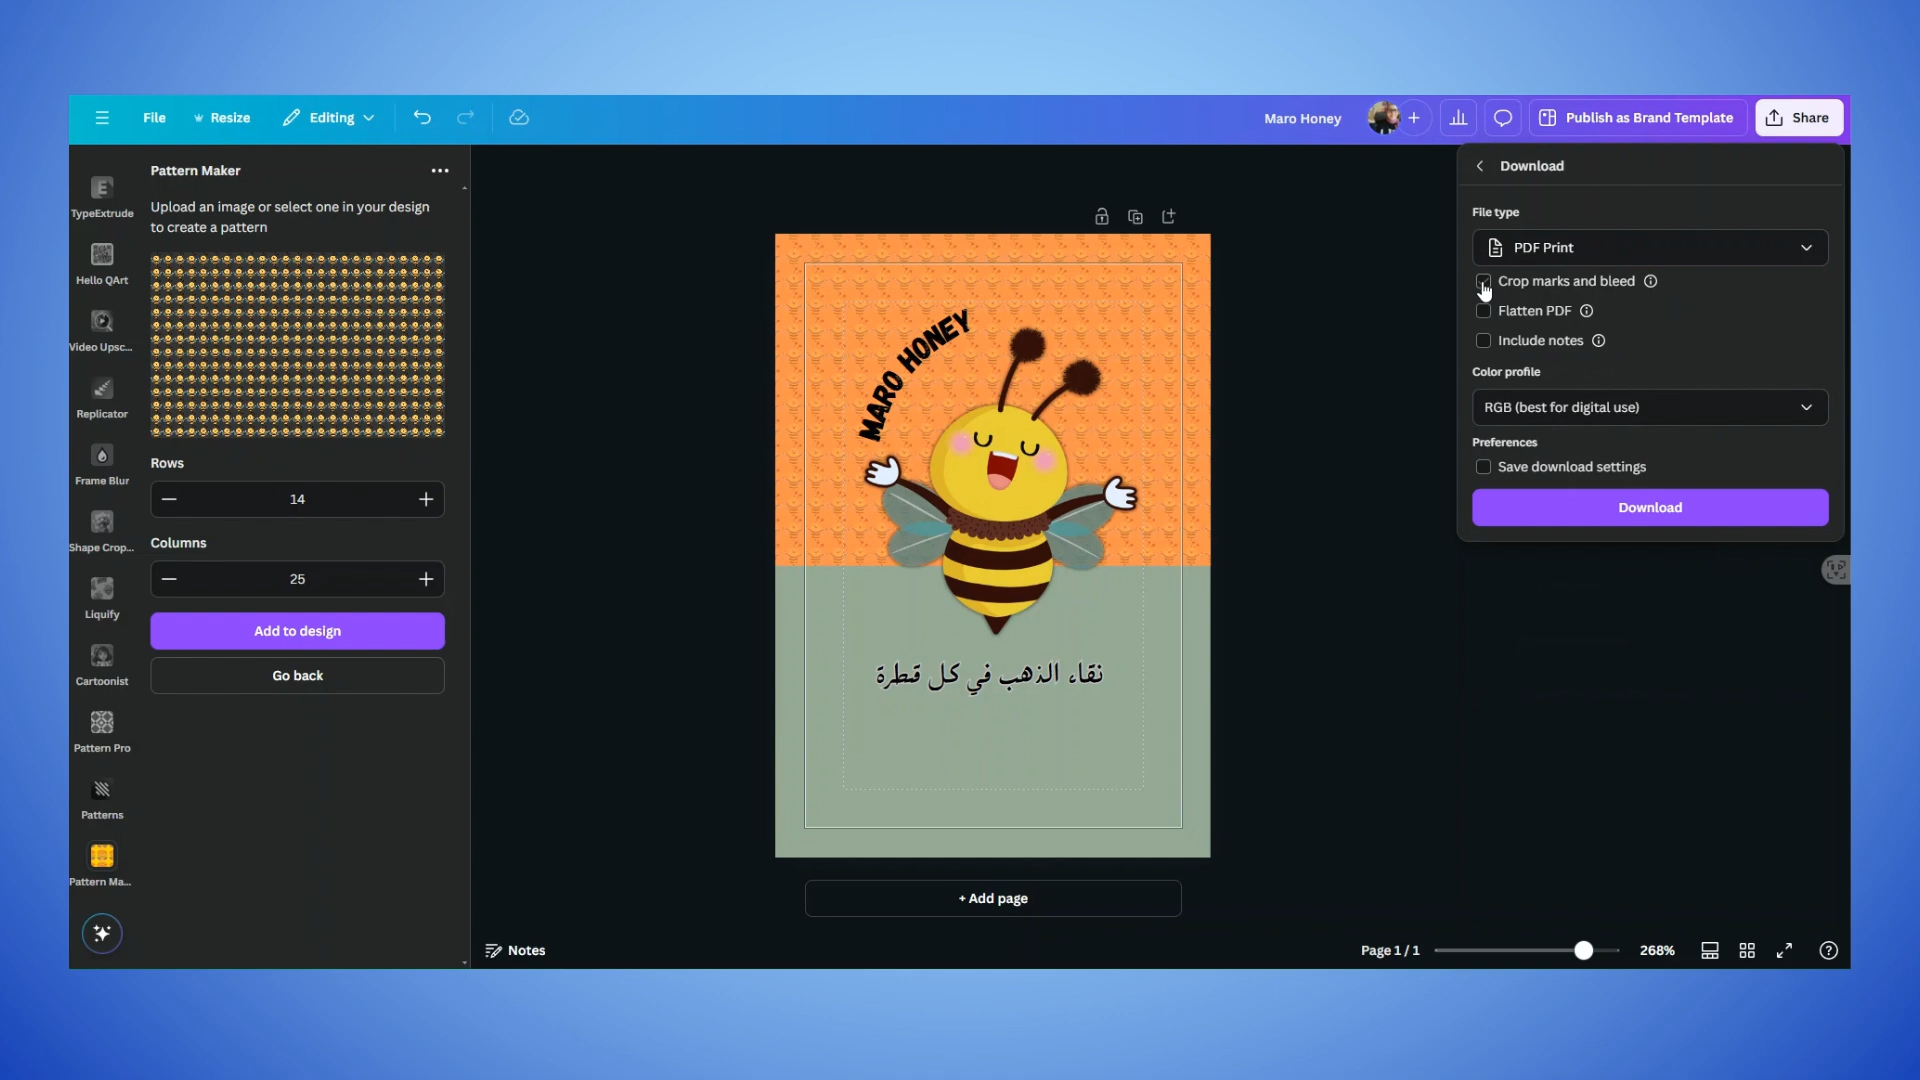 File
Resize
Editing
Maro Honey
Publish as Brand Template
Share
TypeExtrude
Hello QArt
Video Upsc...
Replicator
Frame Blur
Shape Crop...
Liquify
Cartoonist
Pattern Pro
Patterns
Pattern Ma...
Pattern Maker
Upload an image or select one in your design
to create a pattern
Rows
14
Columns
25
Add to design
Go back
MARO HONEY
نقاء الذهب في كل قطرة
+ Add page
Download
File type
PDF Print
Crop marks and bleed
Flatten PDF
Include notes
Color profile
RGB (best for digital use)
Preferences
Save download settings
Download
Notes
Page 1 / 1
268%